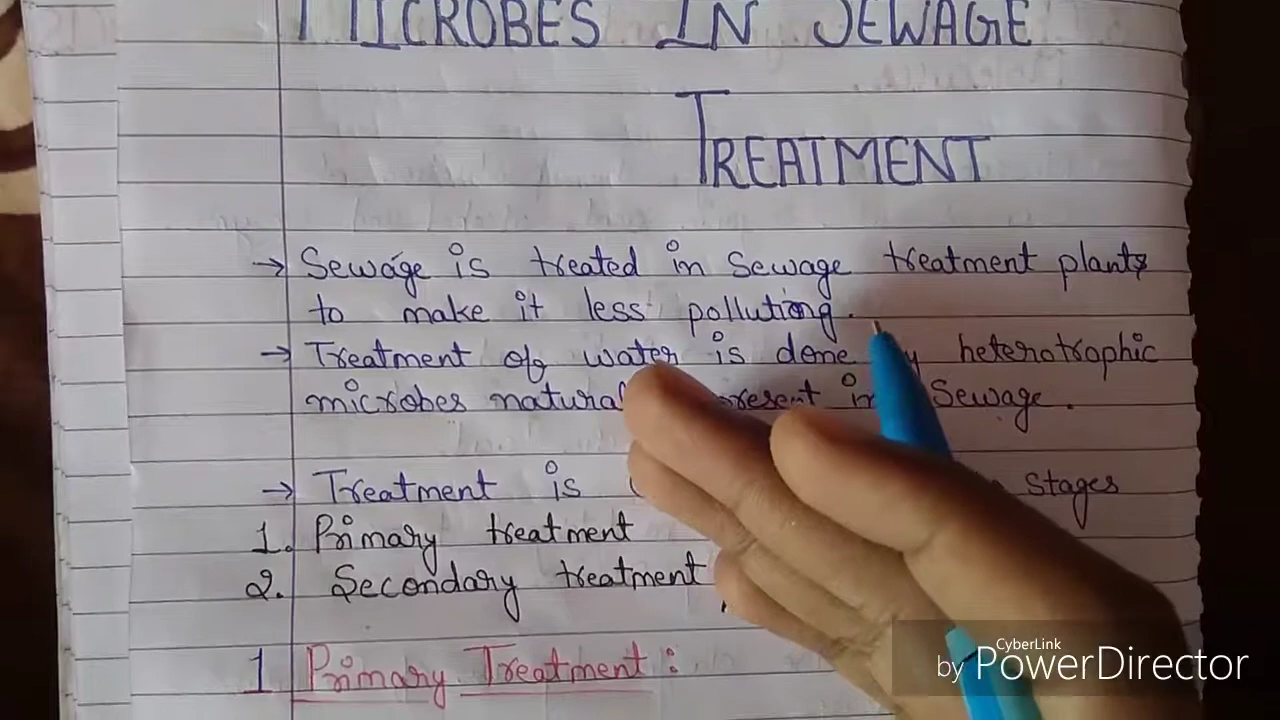 MICROBES IN SEWAGE
TREATMENT
→ Sewage is treated in Sewage treatment plants
to make it less polluting.
→ Treatment of water is done heterotrophic
microbes present in Sewage.
→ Treatment is stages
1. Primary treatment
2. Secondary treatment
1 Primary Treatment:
CyberLink
by PowerDirector